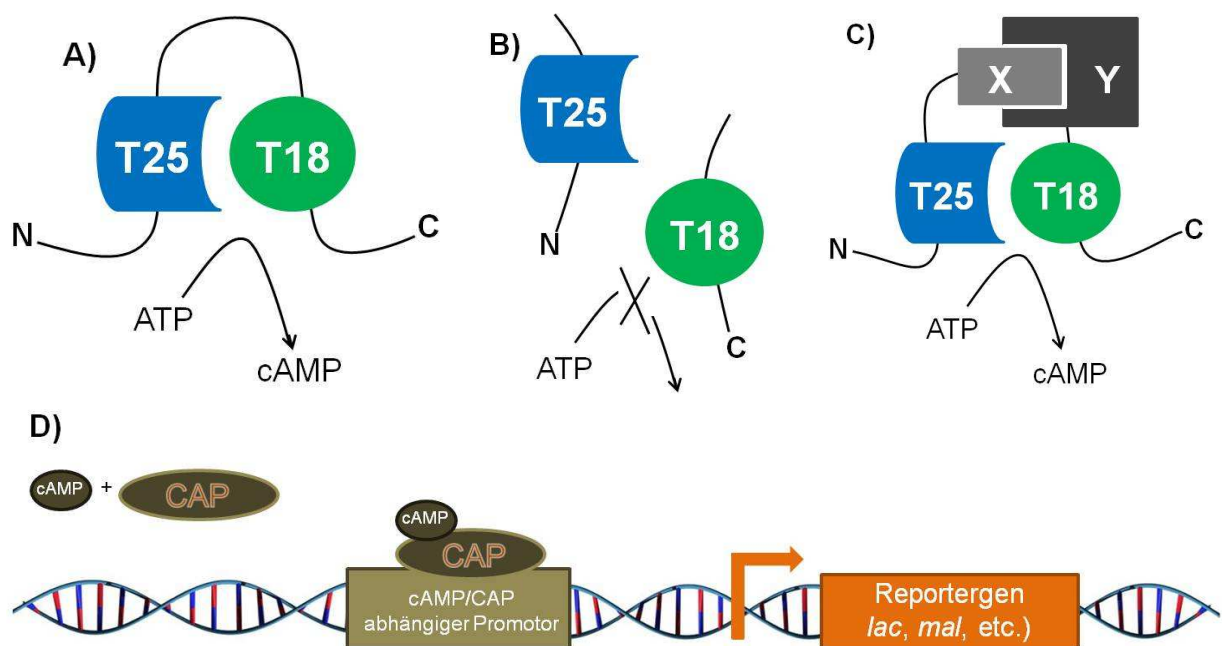 A)
T25
T18
N
C
ATP
cAMP
B)
T25
T18
N
C
ATP
C)
X
Y
T25
T18
N
C
ATP
cAMP
D)
cAMP + CAP
cAMP
CAP
cAMP/CAP
abhängiger Promotor
Reportergen
lac, mal, etc.)